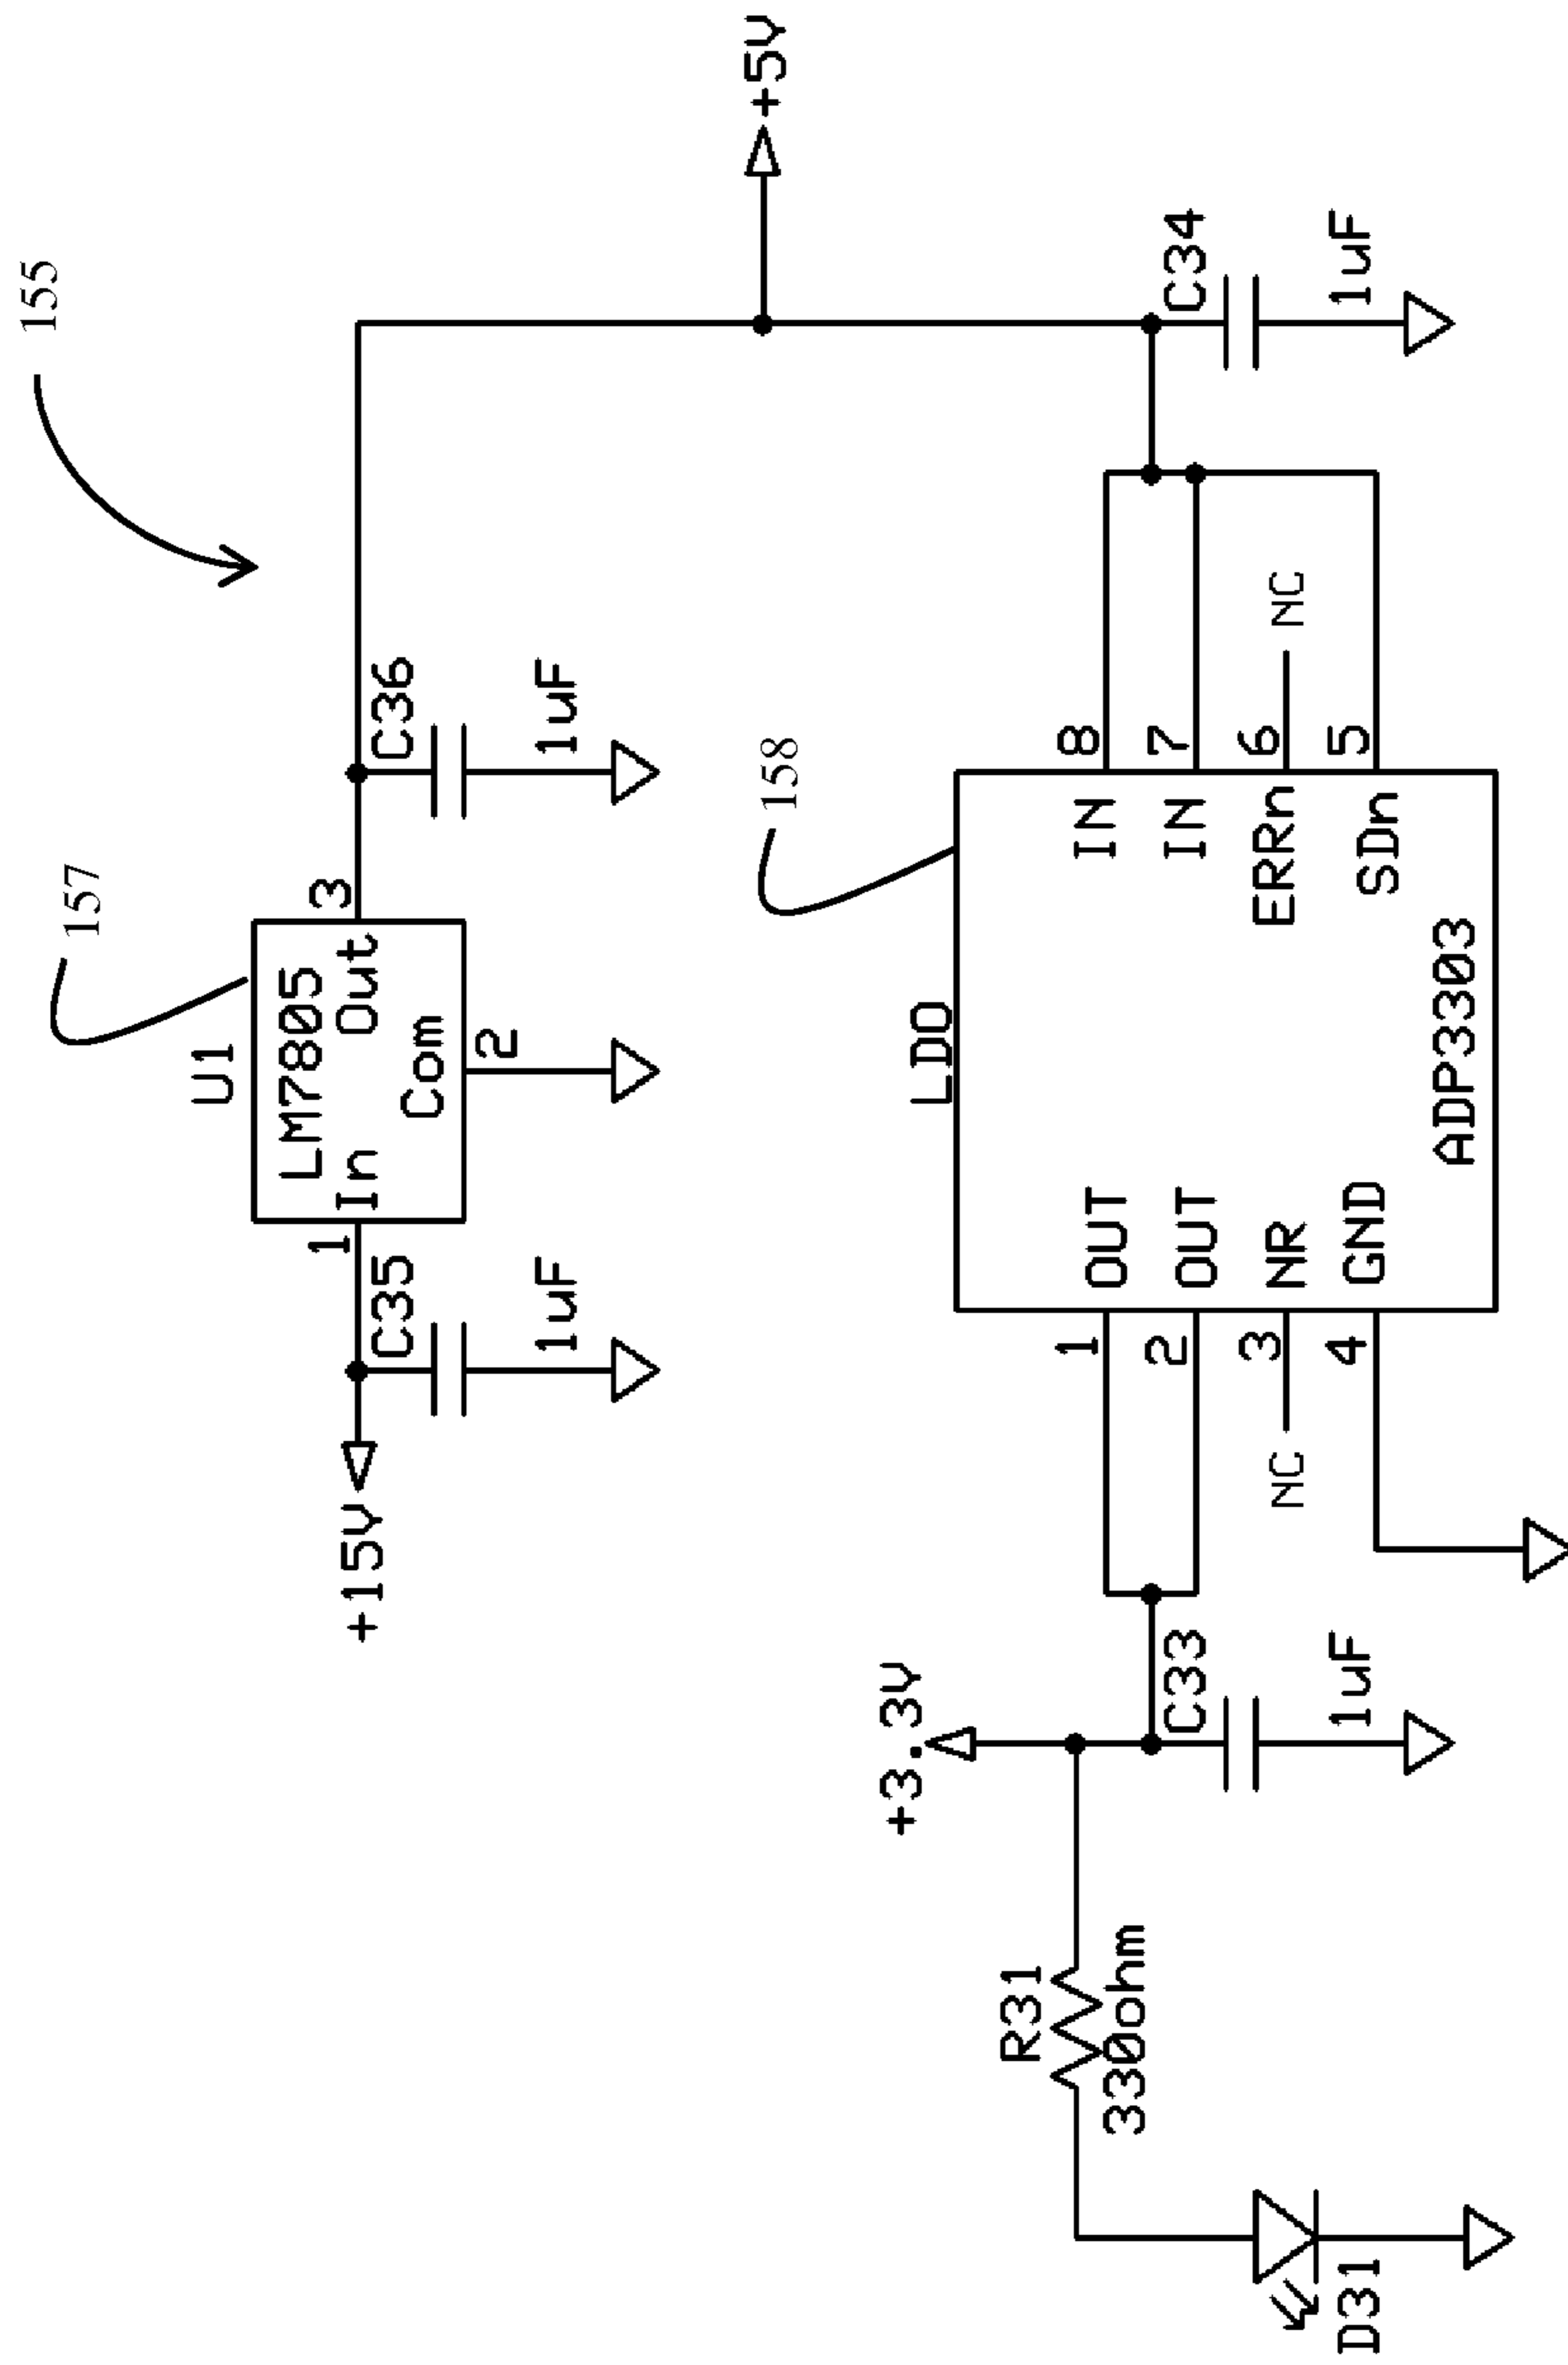 155
157
U1
LM7805
In
Out
Com
1
3
2
+15V
C35
1uF
C36
1uF
+5V
158
LDO
OUT
OUT
NR
GND
IN
IN
ERRn
SDn
ADP3303
1
2
3
4
8
7
6
5
NC
NC
C34
1uF
+3.3V
C33
1uF
R31
330ohm
D31